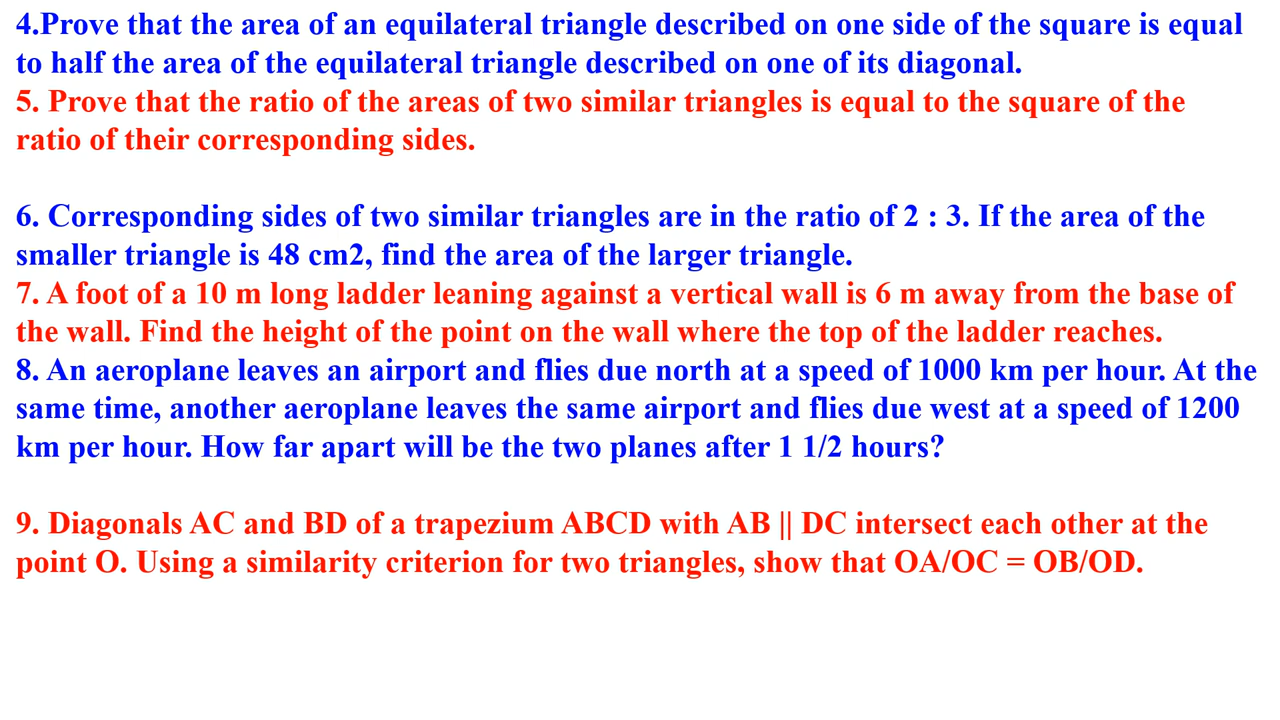 4.Prove that the area of an equilateral triangle described on one side of the square is equal
to half the area of the equilateral triangle described on one of its diagonal.
5. Prove that the ratio of the areas of two similar triangles is equal to the square of the
ratio of their corresponding sides.
6. Corresponding sides of two similar triangles are in the ratio of 2 : 3. If the area of the
smaller triangle is 48 cm2, find the area of the larger triangle.
7. A foot of a 10 m long ladder leaning against a vertical wall is 6 m away from the base of
the wall. Find the height of the point on the wall where the top of the ladder reaches.
8. An aeroplane leaves an airport and flies due north at a speed of 1000 km per hour. At the
same time, another aeroplane leaves the same airport and flies due west at a speed of 1200
km per hour. How far apart will be the two planes after 1 1/2 hours?
9. Diagonals AC and BD of a trapezium ABCD with AB || DC intersect each other at the
point O. Using a similarity criterion for two triangles, show that OA/OC = OB/OD.